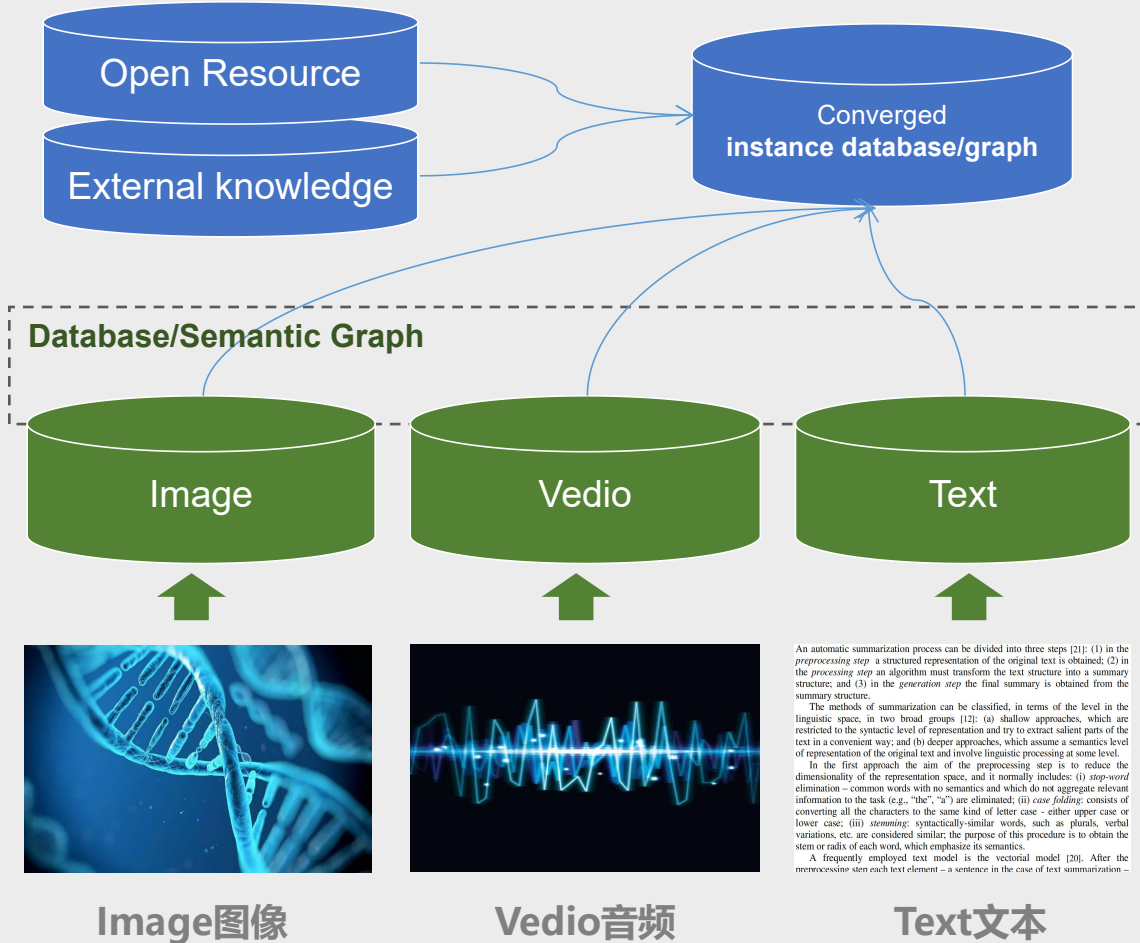 Open Resource
External knowledge
Converged
instance database/graph
Database/Semantic Graph
Image
Vedio
Text
An automatic summarization process can be divided into three steps [21]: (1) in the
preprocessing step a structured representation of the original text is obtained; (2) in
the processing step an algorithm must transform the text structure into a summary
structure; and (3) in the generation step the final summary is obtained from the
summary structure.
The methods of summarization can be classified, in terms of the level in the
linguistic space, in two broad groups [12]: (a) shallow approaches, which are
restricted to the syntactic level of representation and try to extract salient parts of the
text in a convenient way; and (b) deeper approaches, which assume a semantics level
of representation of the original text and involve linguistic processing at some level.
In the first approach the aim of the preprocessing step is to reduce the
dimensionality of the representation space, and it normally includes: (i) stop-word
elimination – common words with no semantics and which do not aggregate relevant
information to the task (e.g., “the”, “a”) are eliminated; (ii) case folding: consists of
converting all the characters to the same kind of letter case - either upper case or
lower case; (iii) stemming: syntactically-similar words, such as plurals, verbal
variations, etc. are considered similar; the purpose of this procedure is to obtain the
stem or radix of each word, which emphasize its semantics.
A frequently employed text model is the vectorial model [20]. After the
preprocessing step each text element – a sentence in the case of text summarization –
Image图像
Vedio音频
Text文本